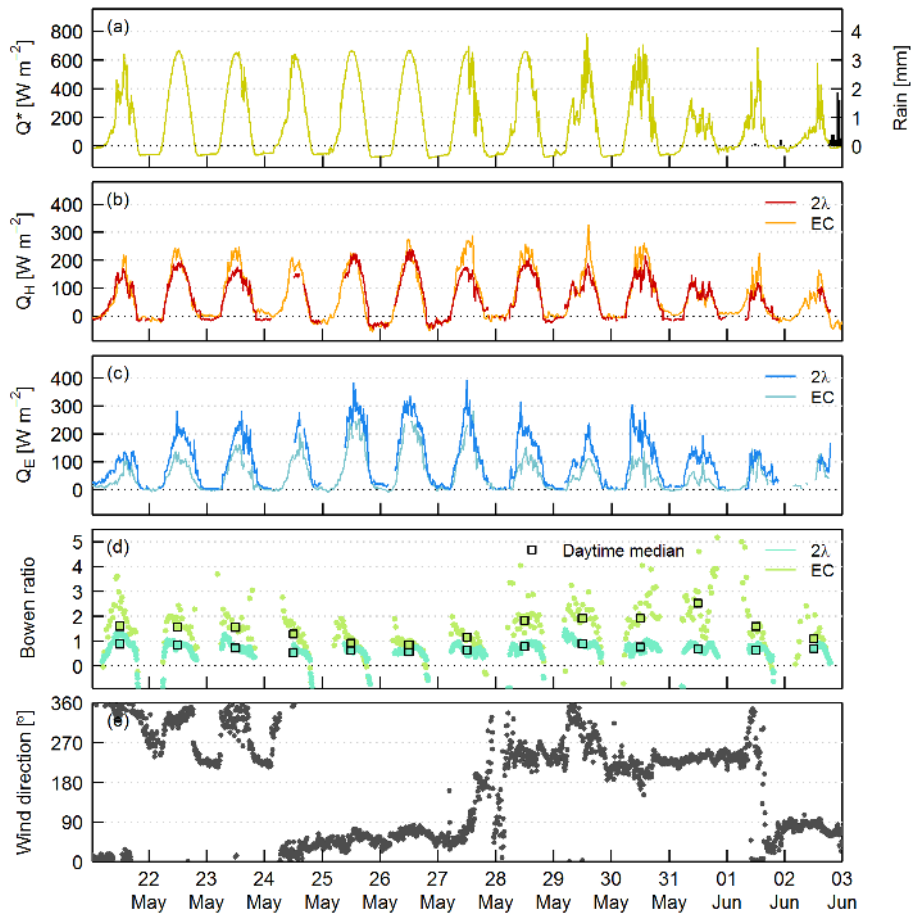 (a)
Q* [W m⁻²]
800
600
400
200
0
4
3
2
1
0
Rain [mm]
(b)
Q_H [W m⁻²]
400
300
200
100
0
2λ
EC
(c)
Q_E [W m⁻²]
400
300
200
100
0
2λ
EC
(d)
Bowen ratio
5
4
3
2
1
0
Daytime median
2λ
EC
(e)
Wind direction [°]
360
270
180
90
0
22 23 24 25 26 27 28 29 30 31 01 02 03
May May May May May May May May May May Jun Jun Jun